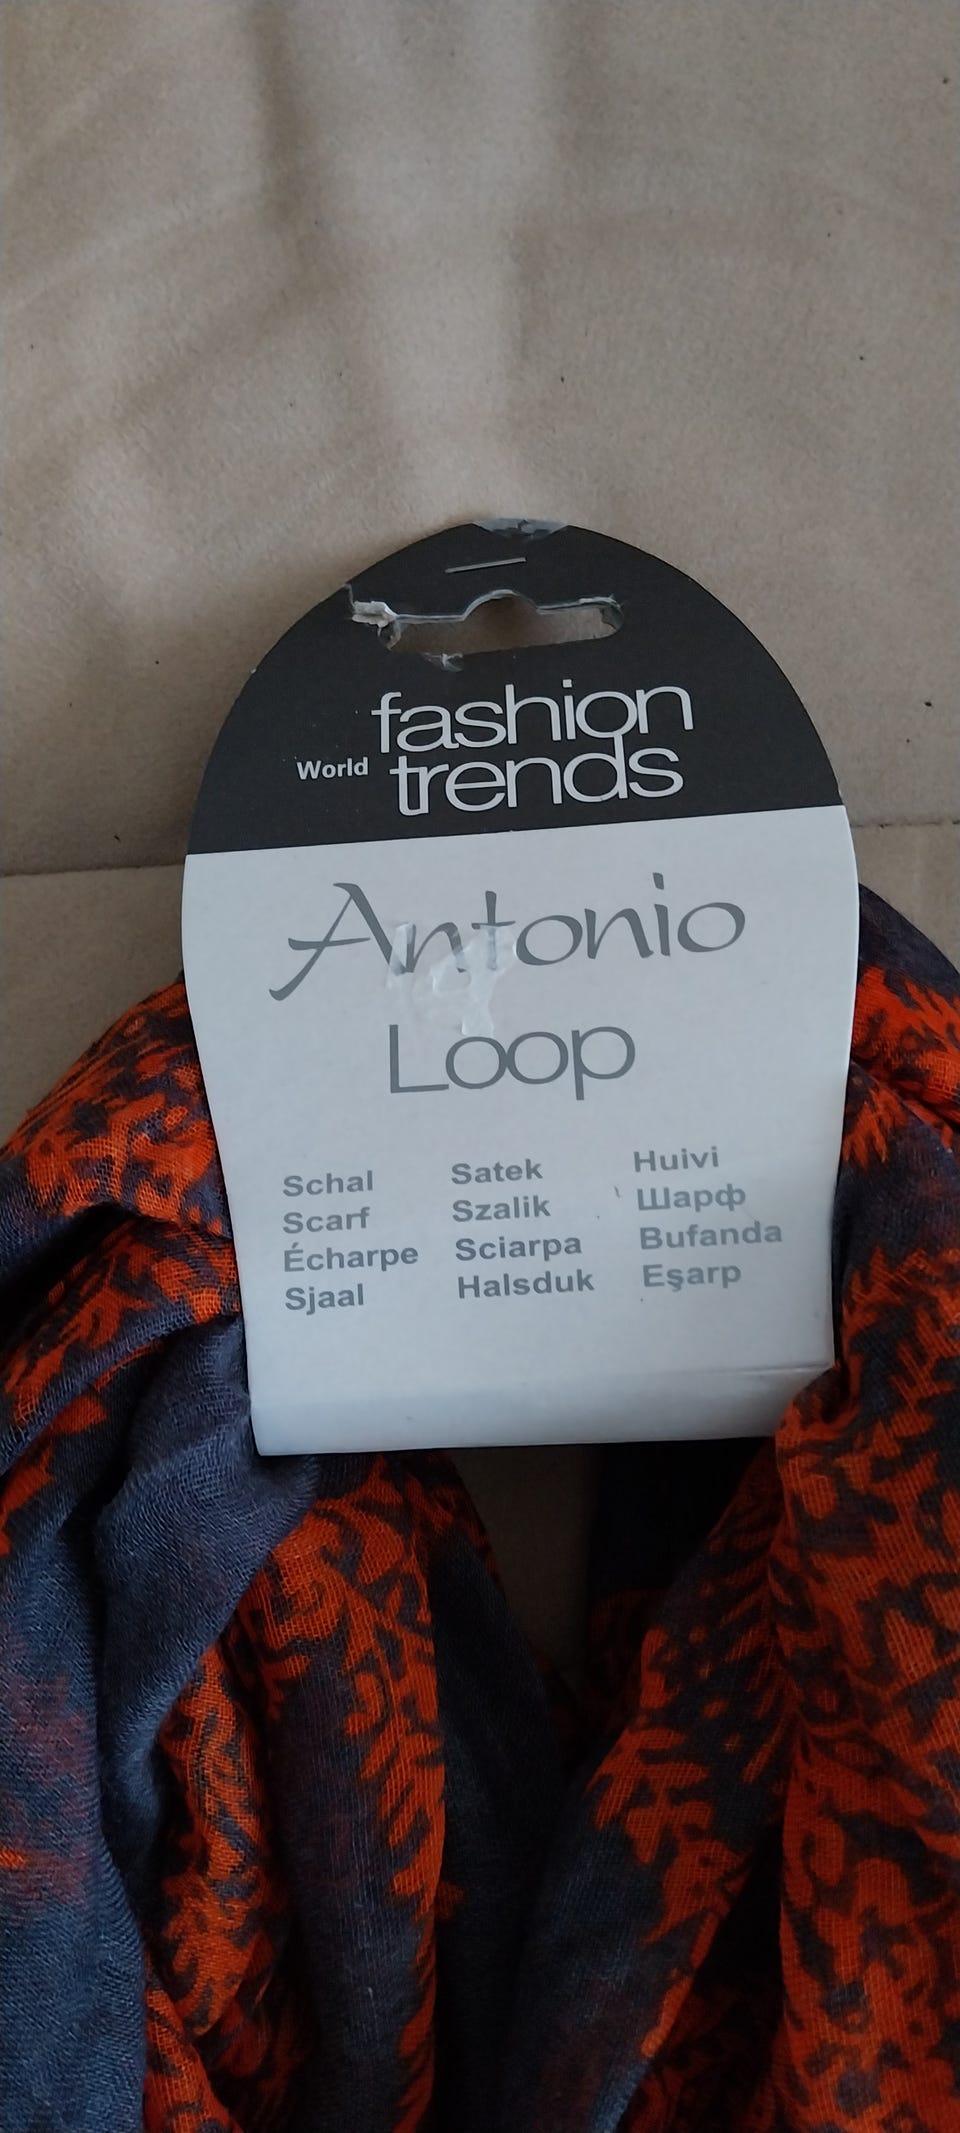 fashion
World trends
Antonio
Loop
Schal
Scarf
Écharpe
Sjaal
Satek
Szalik
Sciarpa
Halsduk
Huivi
Шарф
Bufanda
Eşarp